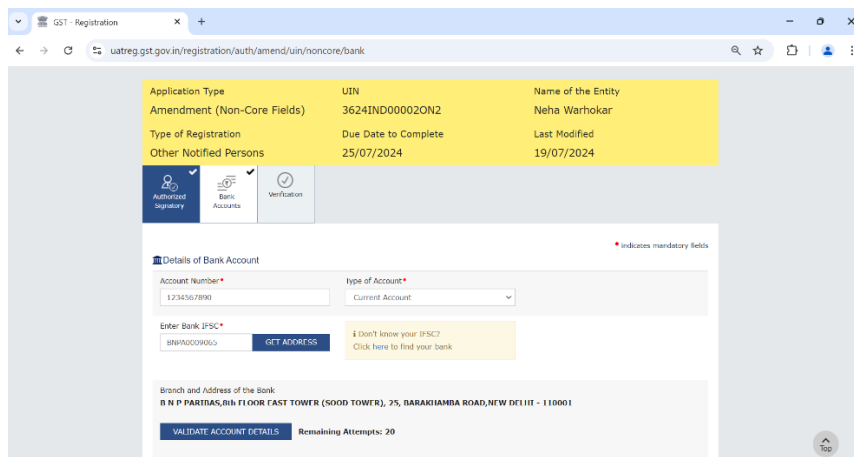 GST - Registration
uatreg.gst.gov.in/registration/auth/amend/uin/noncore/bank
Application Type UIN Name of the Entity
Amendment (Non-Core Fields) 3624IND00002ON2 Neha Warhokar
Type of Registration Due Date to Complete Last Modified
Other Notified Persons 25/07/2024 19/07/2024
Authorized Signatory
Bank Accounts
Verification
• indicates mandatory fields
Details of Bank Account
Account Number• Type of Account•
1234567890 Current Account
Enter Bank IFSC•
BNPA0009065 GET ADDRESS
i Don't know your IFSC?
Click here to find your bank
Branch and Address of the Bank
B N P PARIBAS,8th FLOOR EAST TOWER (SOOD TOWER), 25, BARAKHAMBA ROAD,NEW DELHI - 110001
VALIDATE ACCOUNT DETAILS Remaining Attempts: 20
Top